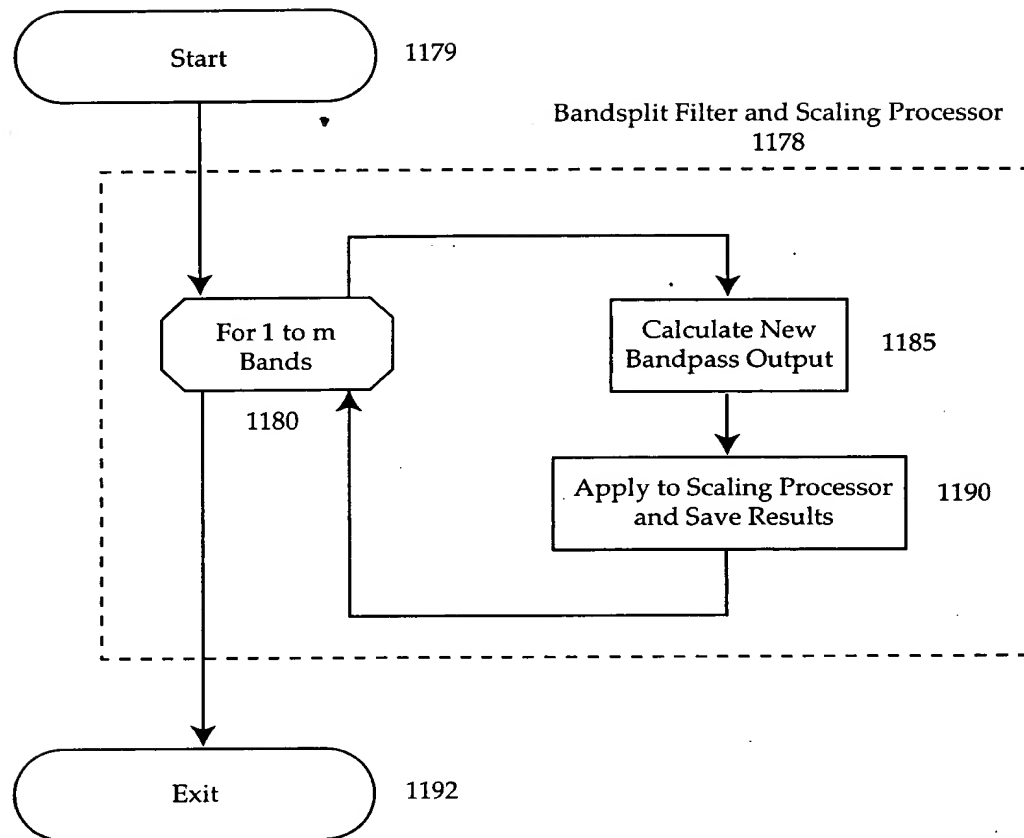 Start
1179
Bandsplit Filter and Scaling Processor
1178
For 1 to m
Bands
1180
Calculate New
Bandpass Output
1185
Apply to Scaling Processor
and Save Results
1190
Exit
1192